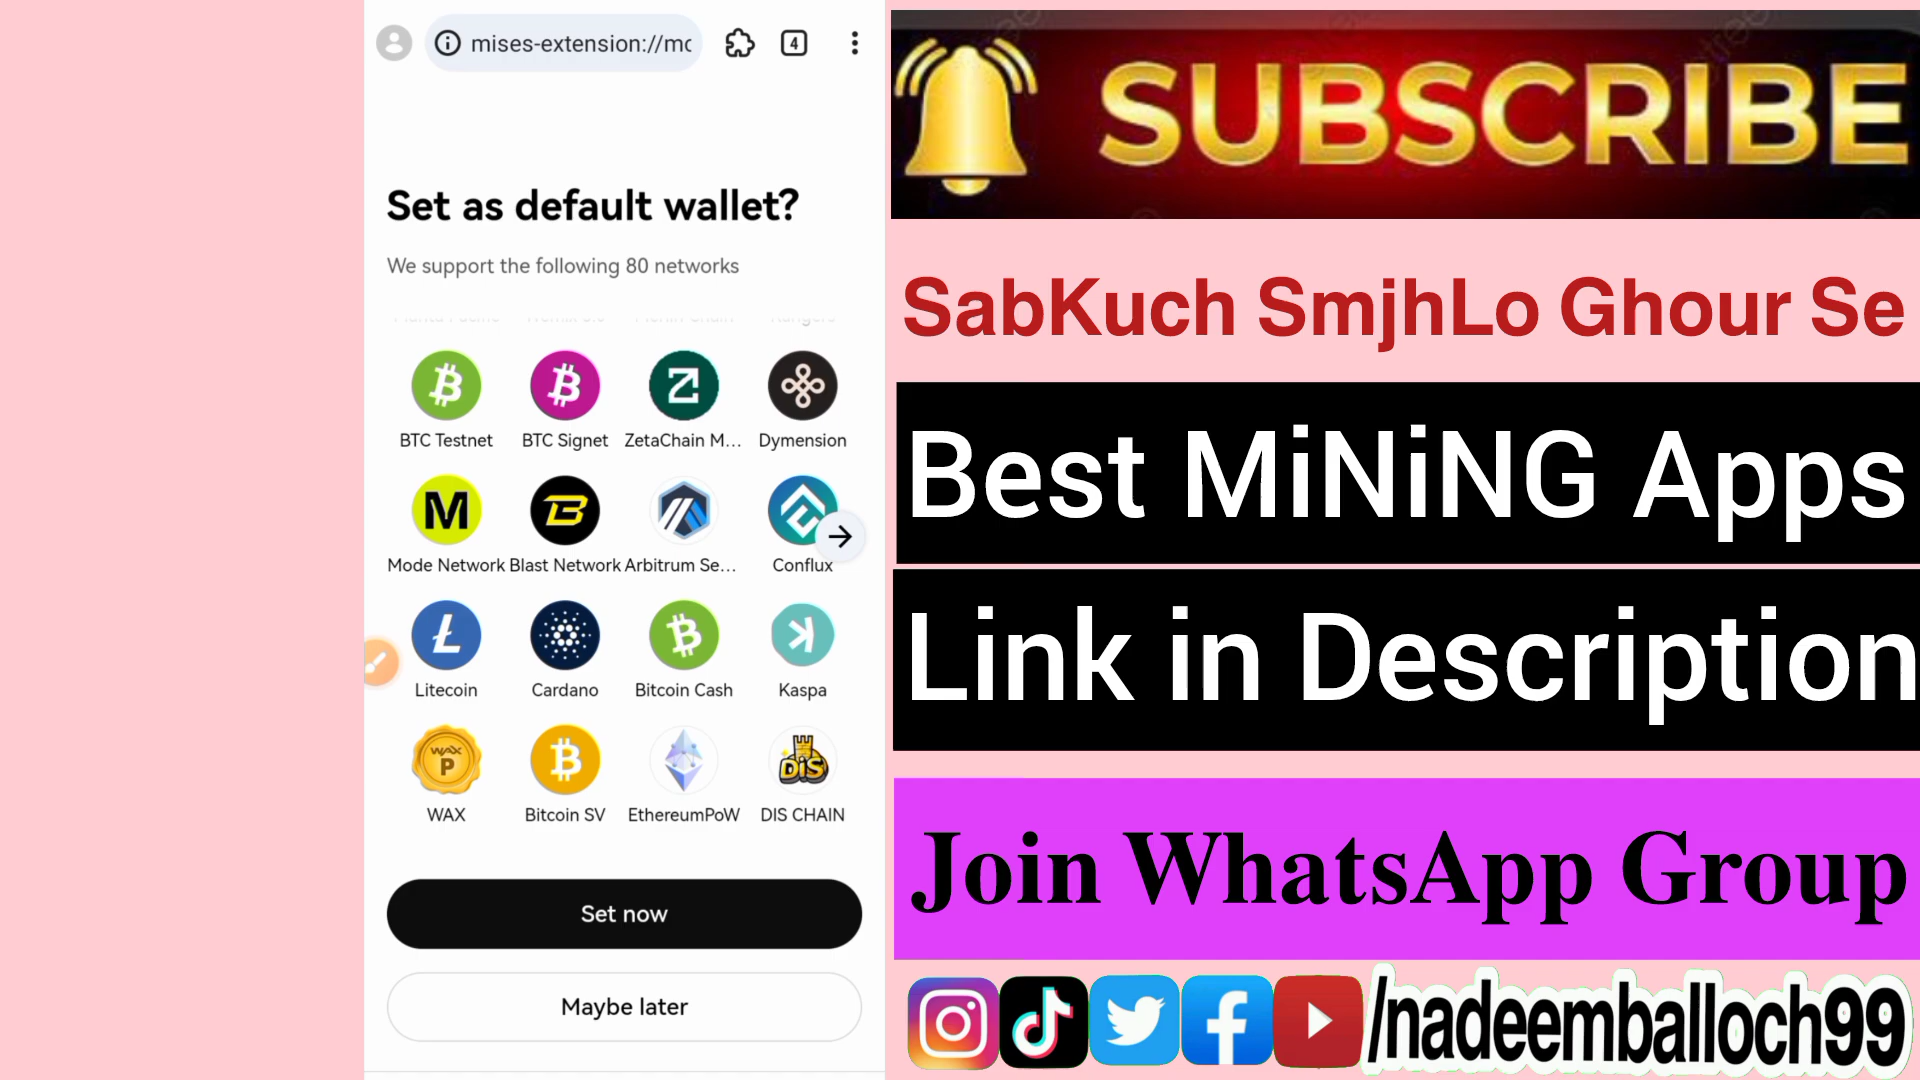 mises-extension://mc
4
Set as default wallet?
We support the following 80 networks
BTC Testnet
BTC Signet
ZetaChain M...
Dymension
Mode Network
Blast Network
Arbitrum Se...
Conflux
Litecoin
Cardano
Bitcoin Cash
Kaspa
WAX P
DiS
WAX
Bitcoin SV
EthereumPoW
DIS CHAIN
Set now
Maybe later
SUBSCRIBE
SabKuch SmjhLo Ghour Se
Best MiNiNG Apps
Link in Description
Join WhatsApp Group
/nadeemballoch99